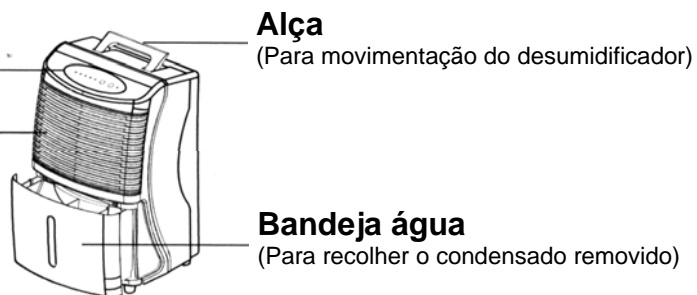 Alça
(Para movimentação do desumidificador)
Bandeja água
(Para recolher o condensado removido)